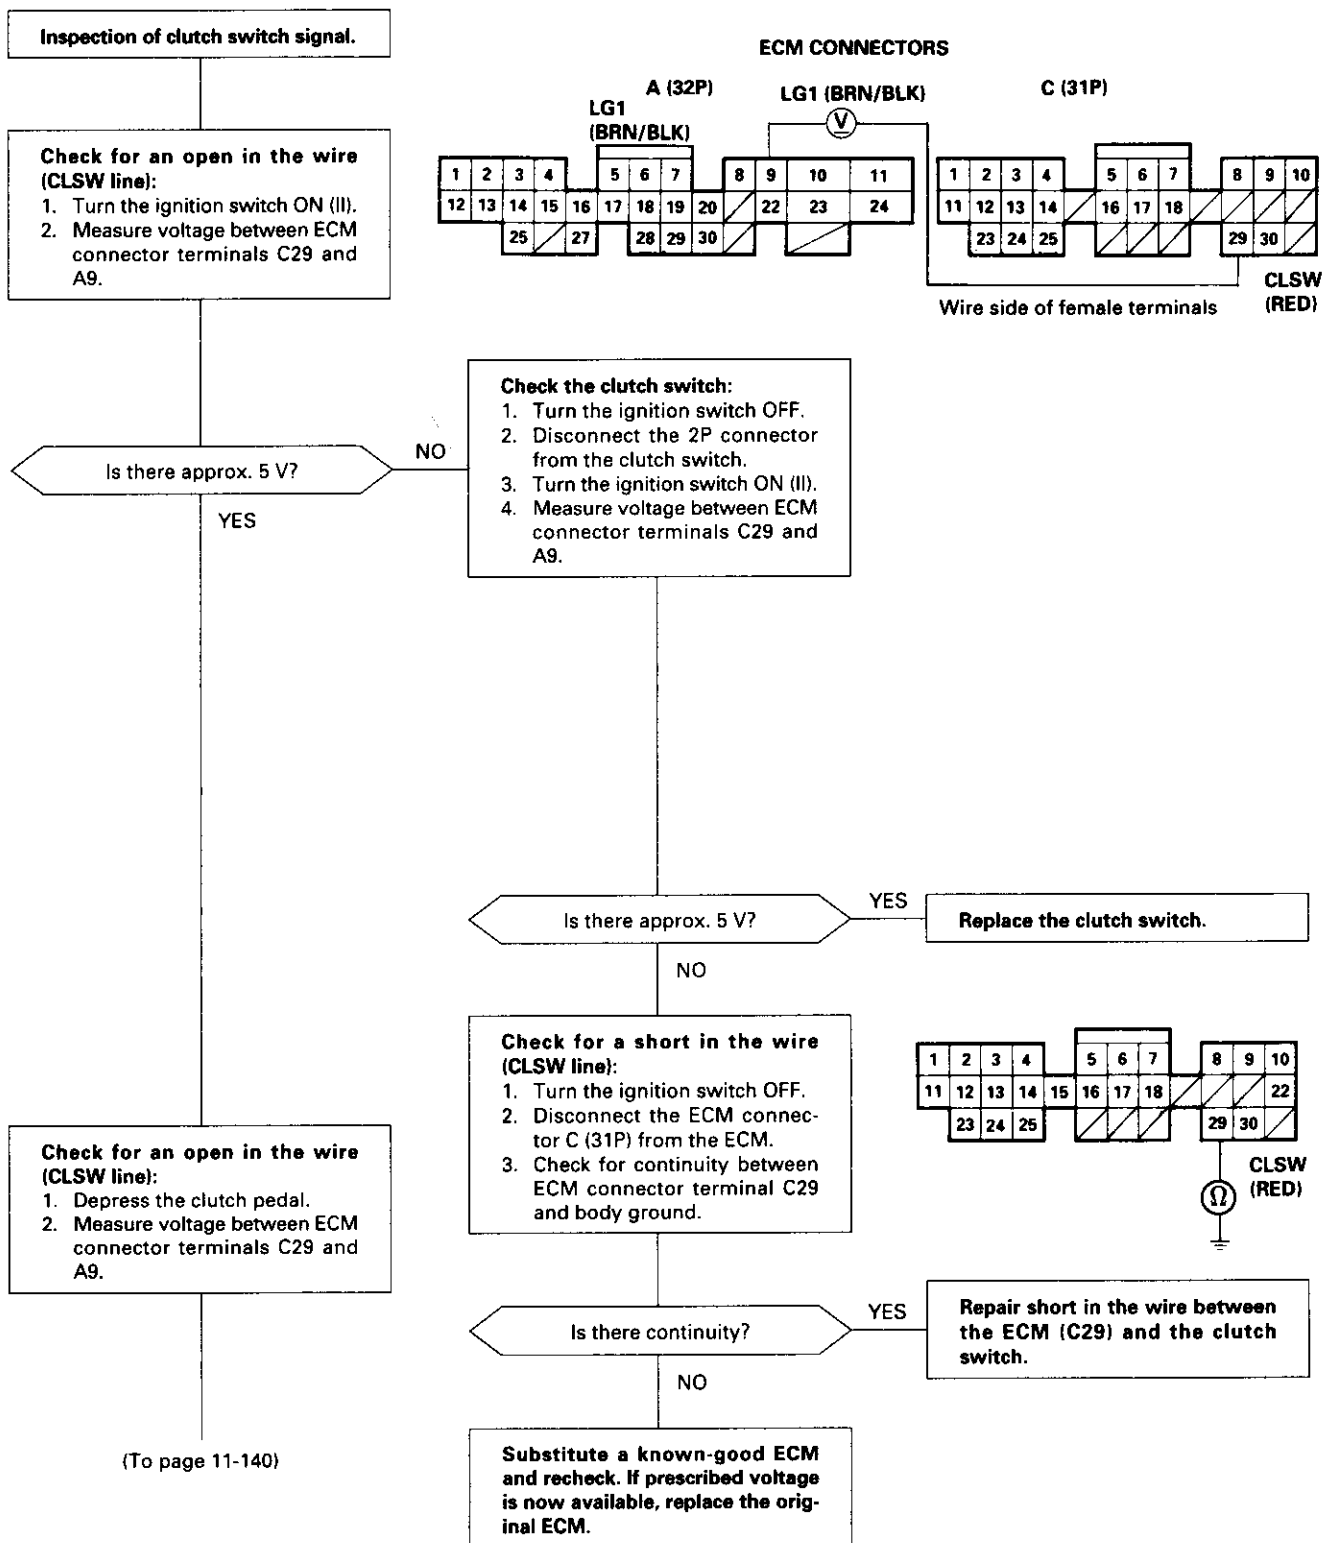 Inspection of clutch switch signal.
ECM CONNECTORS
A (32P)
LG1 (BRN/BLK)
C (31P)
LG1
(BRN/BLK)
V
1 2 3 4 5 6 7 8 9 10 11
12 13 14 15 16 17 18 19 20 22 23 24
25 27 28 29 30
1 2 3 4 5 6 7 8 9 10
11 12 13 14 16 17 18
23 24 25 29 30
CLSW
(RED)
Wire side of female terminals
Check for an open in the wire
(CLSW line):
1. Turn the ignition switch ON (II).
2. Measure voltage between ECM
connector terminals C29 and
A9.
Is there approx. 5 V?
NO
YES
Check the clutch switch:
1. Turn the ignition switch OFF.
2. Disconnect the 2P connector
from the clutch switch.
3. Turn the ignition switch ON (II).
4. Measure voltage between ECM
connector terminals C29 and
A9.
Is there approx. 5 V?
YES
Replace the clutch switch.
NO
Check for a short in the wire
(CLSW line):
1. Turn the ignition switch OFF.
2. Disconnect the ECM connec-
tor C (31P) from the ECM.
3. Check for continuity between
ECM connector terminal C29
and body ground.
1 2 3 4 5 6 7 8 9 10
11 12 13 14 15 16 17 18 22
23 24 25 29 30
CLSW
(RED)
Ω
Check for an open in the wire
(CLSW line):
1. Depress the clutch pedal.
2. Measure voltage between ECM
connector terminals C29 and
A9.
Is there continuity?
YES
Repair short in the wire between
the ECM (C29) and the clutch
switch.
NO
(To page 11-140)
Substitute a known-good ECM
and recheck. If prescribed voltage
is now available, replace the orig-
inal ECM.